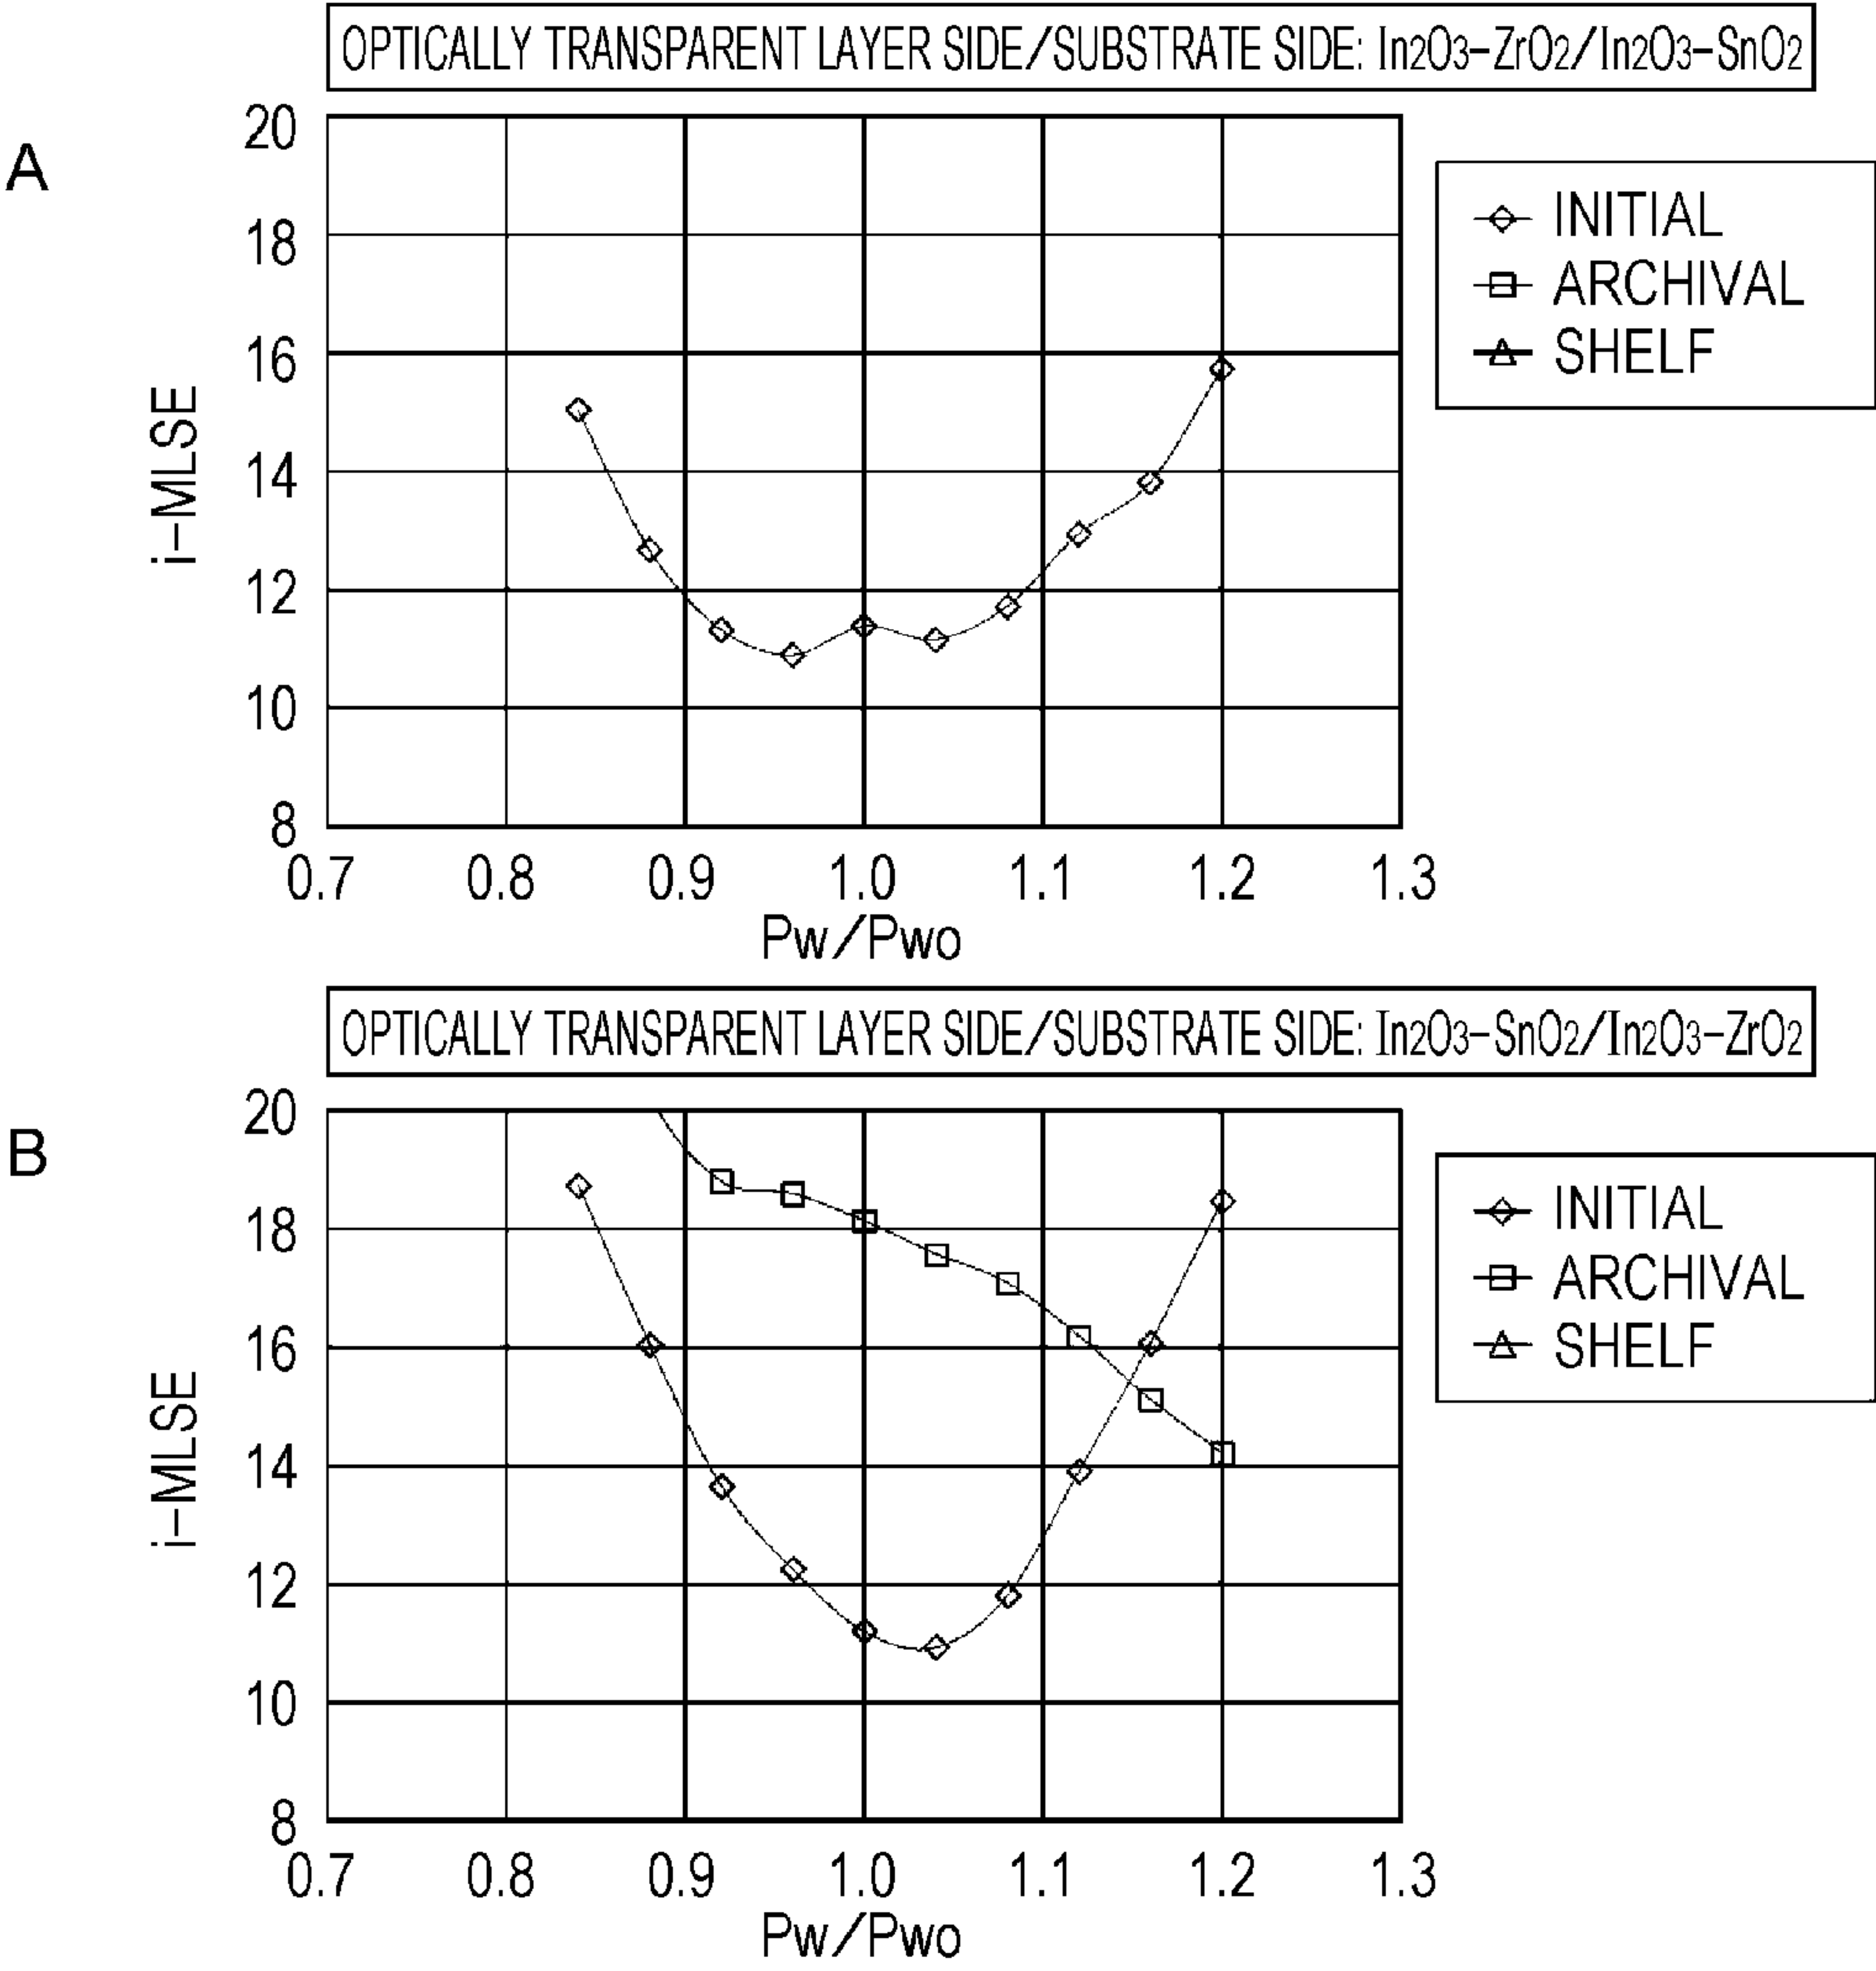 OPTICALLY TRANSPARENT LAYER SIDE/SUBSTRATE SIDE: In2O3-ZrO2/In2O3-SnO2
A
20
18
16
14
12
10
8
i-MLSE
0.7 0.8 0.9 1.0 1.1 1.2 1.3
Pw/Pwo
INITIAL
ARCHIVAL
SHELF
OPTICALLY TRANSPARENT LAYER SIDE/SUBSTRATE SIDE: In2O3-SnO2/In2O3-ZrO2
B
20
18
16
14
12
10
8
i-MLSE
0.7 0.8 0.9 1.0 1.1 1.2 1.3
Pw/Pwo
INITIAL
ARCHIVAL
SHELF